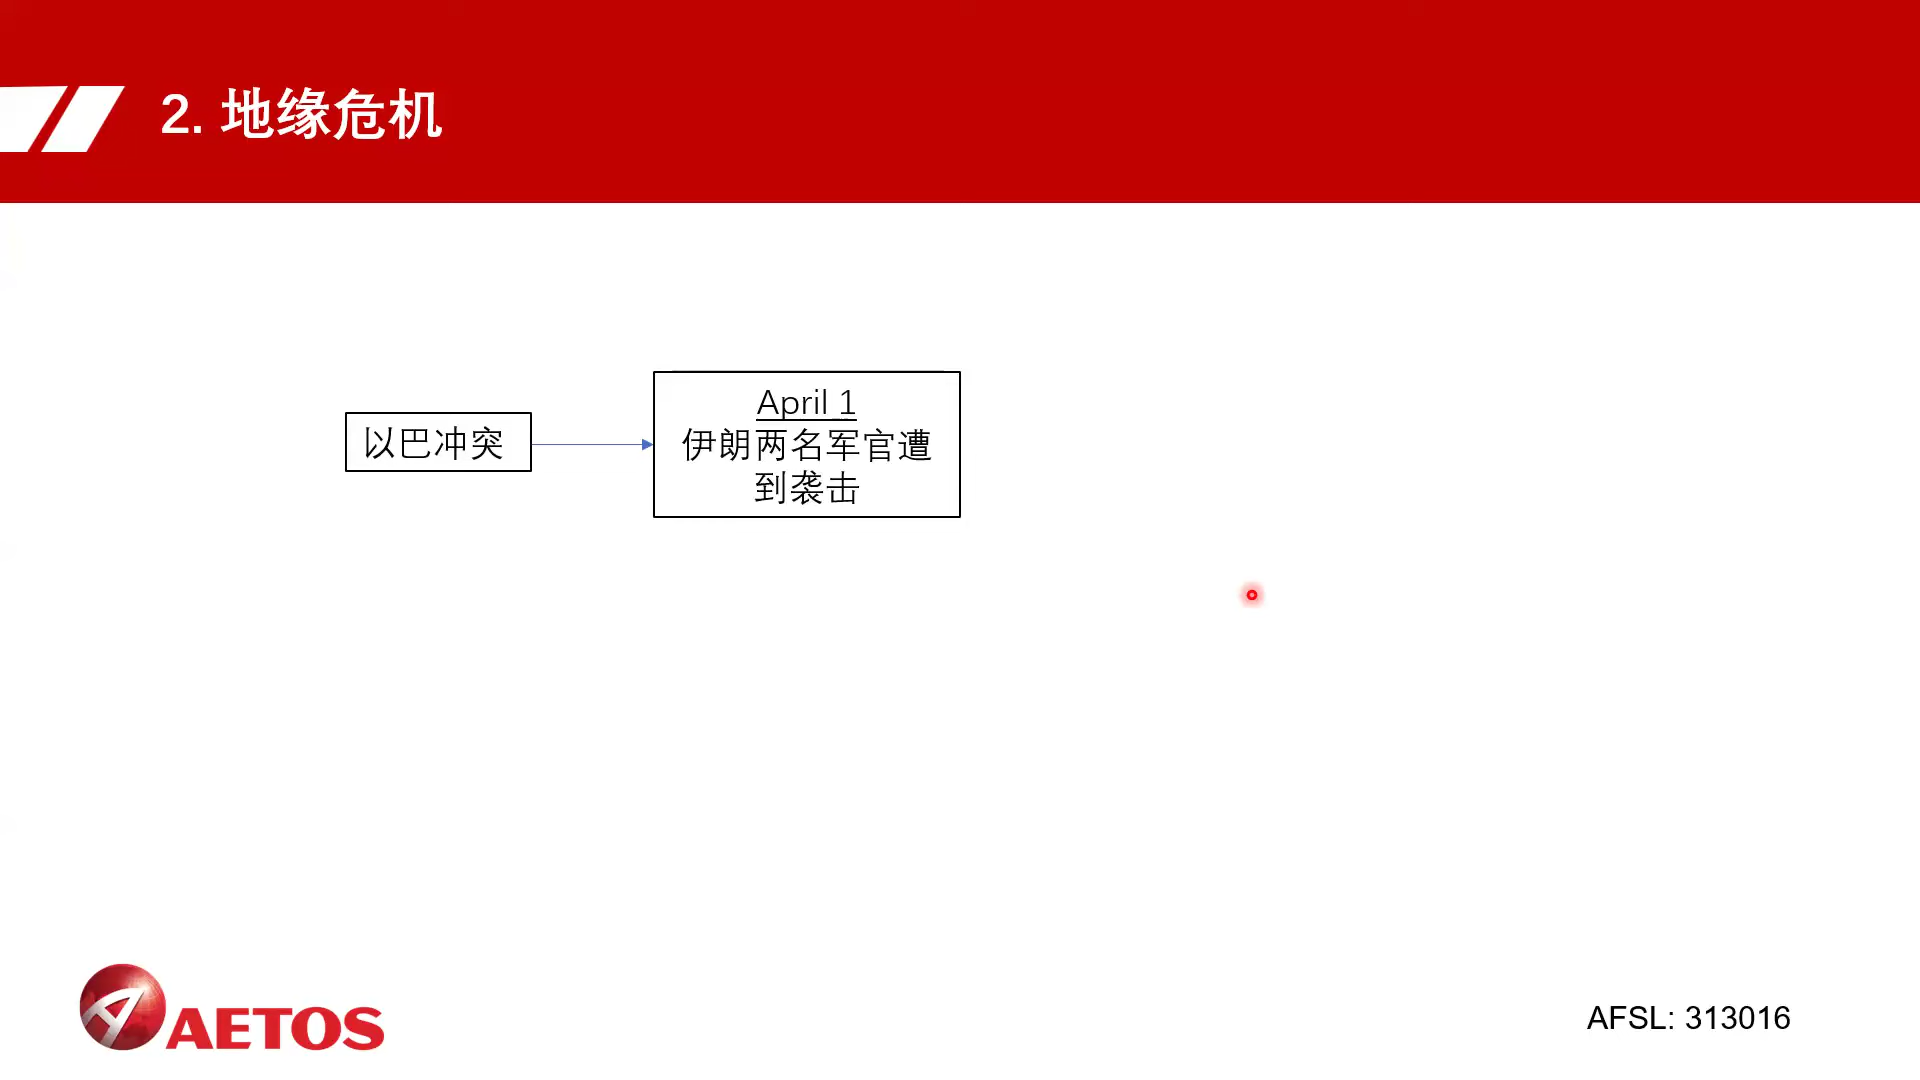 2. 地缘危机
以巴冲突
April 1
伊朗两名军官遭
到袭击
AETOS
AFSL: 313016